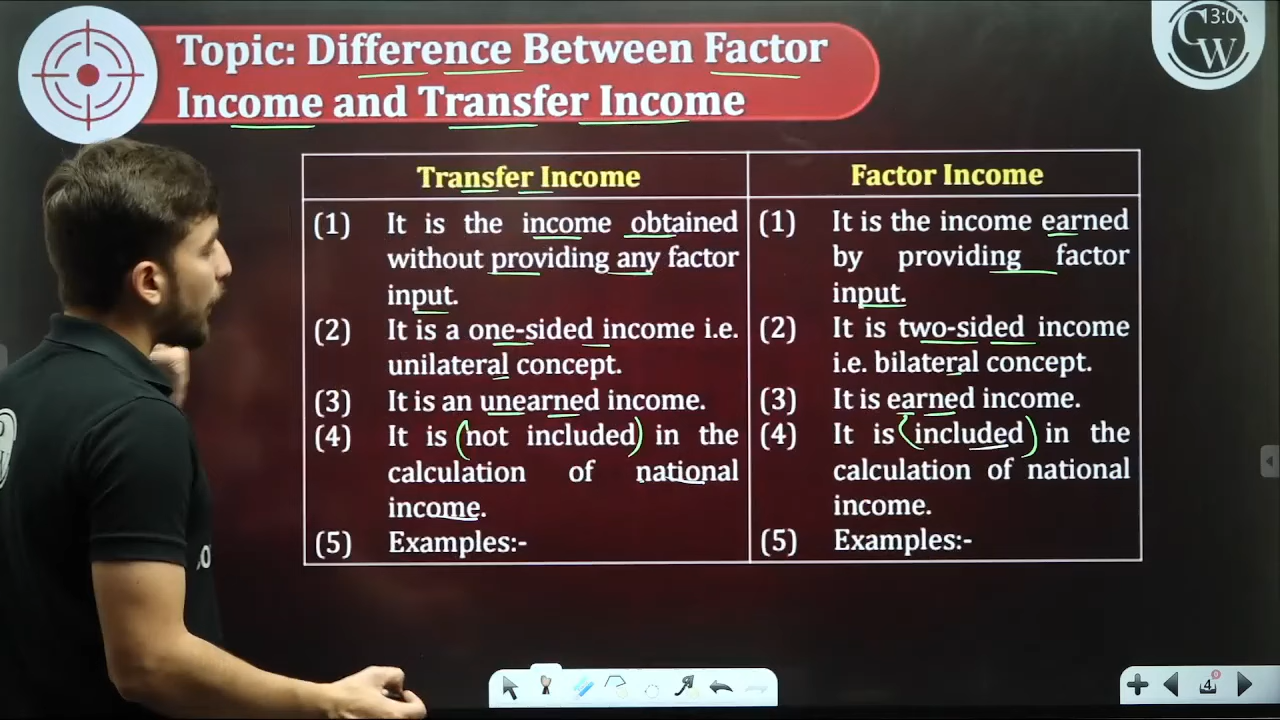 Topic: Difference Between Factor
Income and Transfer Income
Transfer Income
(1) It is the income obtained
without providing any factor
input.
(2) It is a one-sided income i.e.
unilateral concept.
(3) It is an unearned income.
(4) It is (not included) in the
calculation of national
income.
(5) Examples:-
Factor Income
(1) It is the income earned
by providing factor
input.
(2) It is two-sided income
i.e. bilateral concept.
(3) It is earned income.
(4) It is (included) in the
calculation of national
income.
(5) Examples:-
CW
4